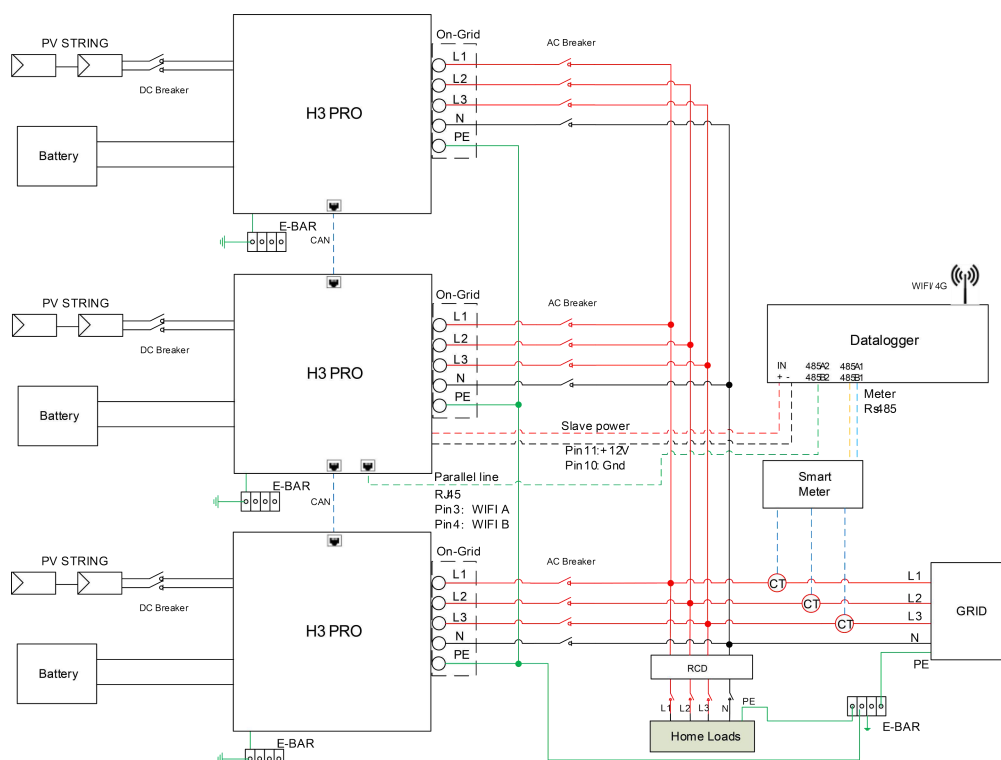 PV STRING
DC Breaker
Battery
H3 PRO
E-BAR
CAN
On-Grid
L1
L2
L3
N
PE
AC Breaker
PV STRING
DC Breaker
Battery
H3 PRO
E-BAR
CAN
On-Grid
L1
L2
L3
N
PE
AC Breaker
WIFI/ 4G
Datalogger
IN
+ -
485A2
485B2
485A1
485B1
Meter
Rs485
Slave power
Pin11:+12V
Pin10: Gnd
Parallel line
RJ45
Pin3: WIFI A
Pin4: WIFI B
Smart
Meter
PV STRING
DC Breaker
Battery
H3 PRO
E-BAR
On-Grid
L1
L2
L3
N
PE
AC Breaker
CT
CT
CT
L1
L2
L3
N
PE
GRID
RCD
L1
L2
L3
N
PE
Home Loads
E-BAR